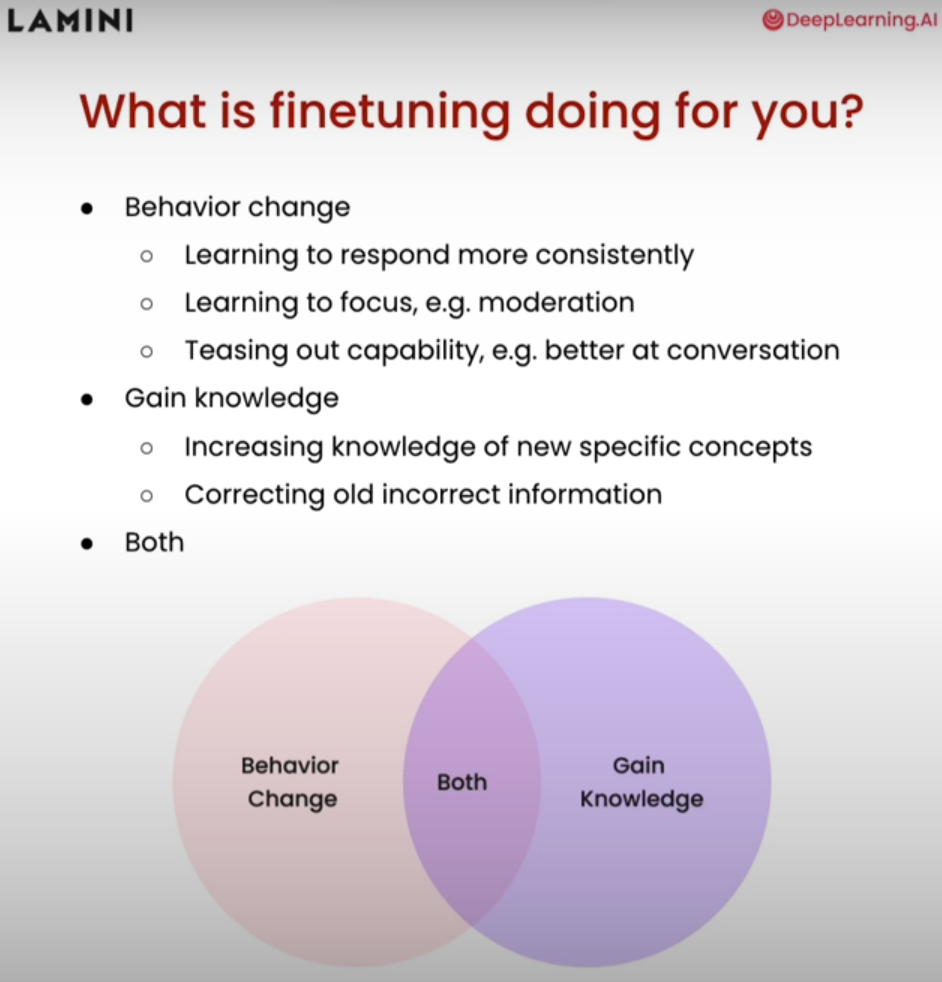 LAMINI
DeepLearning.AI
What is finetuning doing for you?
● Behavior change
○ Learning to respond more consistently
○ Learning to focus, e.g. moderation
○ Teasing out capability, e.g. better at conversation
● Gain knowledge
○ Increasing knowledge of new specific concepts
○ Correcting old incorrect information
● Both
Behavior
Change
Both
Gain
Knowledge